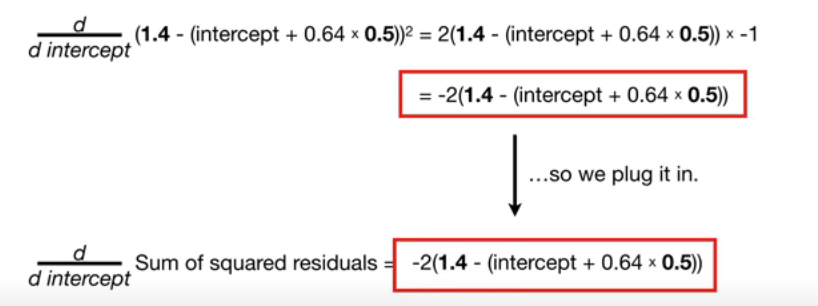 d/d intercept (1.4 - (intercept + 0.64 × 0.5))² = 2(1.4 - (intercept + 0.64 × 0.5)) × -1
= -2(1.4 - (intercept + 0.64 × 0.5))
...so we plug it in.
d/d intercept Sum of squared residuals = -2(1.4 - (intercept + 0.64 × 0.5))